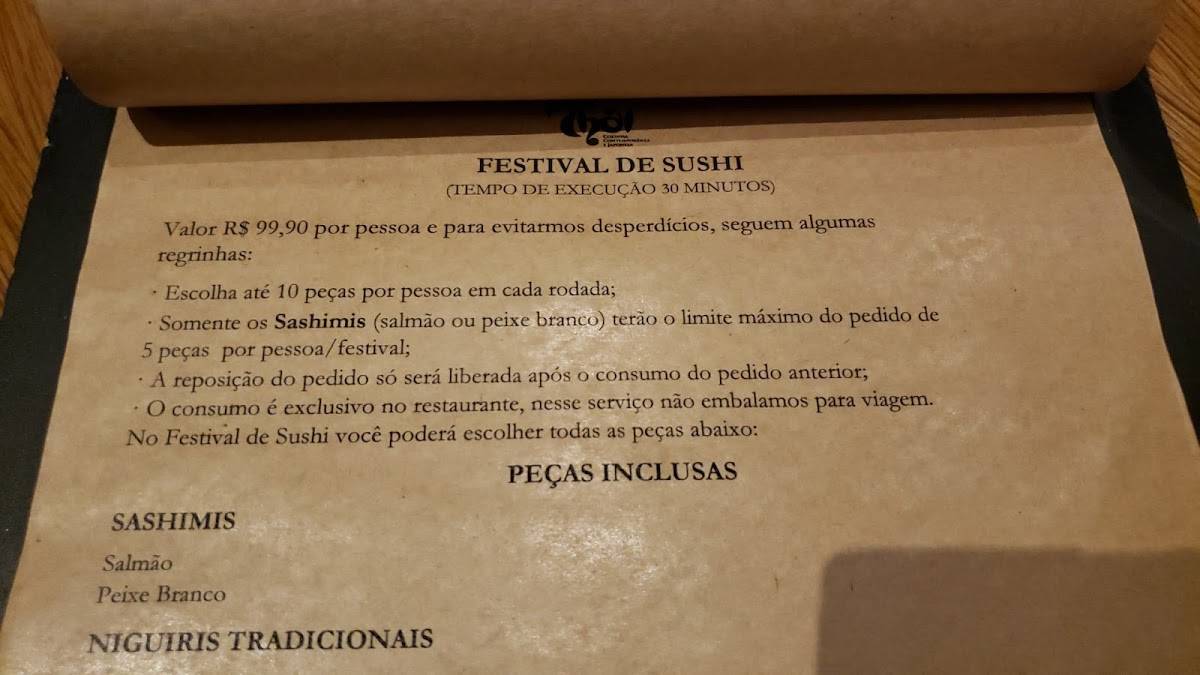 Thai
COZINHA
CONTEMPORÂNEA
E JAPONESA
FESTIVAL DE SUSHI
(TEMPO DE EXECUÇÃO 30 MINUTOS)
Valor R$ 99,90 por pessoa e para evitarmos desperdícios, seguem algumas
regrinhas:
· Escolha até 10 peças por pessoa em cada rodada;
· Somente os Sashimis (salmão ou peixe branco) terão o limite máximo do pedido de
5 peças por pessoa/festival;
· A reposição do pedido só será liberada após o consumo do pedido anterior;
· O consumo é exclusivo no restaurante, nesse serviço não embalamos para viagem.
No Festival de Sushi você poderá escolher todas as peças abaixo:
PEÇAS INCLUSAS
SASHIMIS
Salmão
Peixe Branco
NIGUIRIS TRADICIONAIS